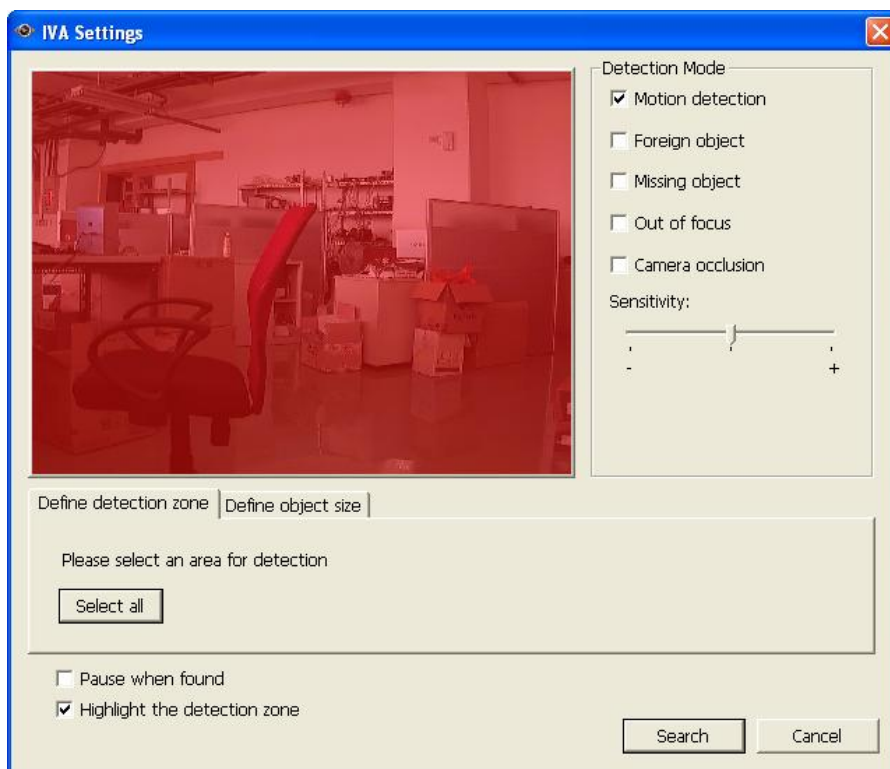 IVA Settings
Detection Mode
Motion detection
Foreign object
Missing object
Out of focus
Camera occlusion
Sensitivity:
- +
Define detection zone Define object size
Please select an area for detection
Select all
Pause when found
Highlight the detection zone
Search Cancel